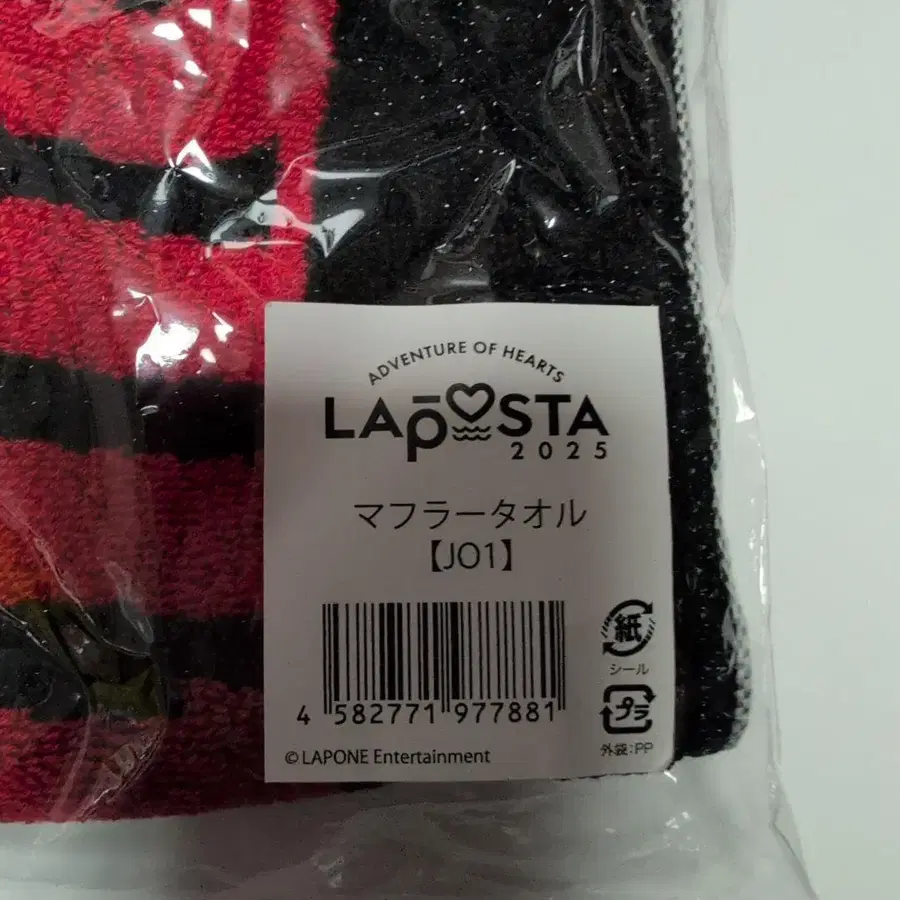 ADVENTURE OF HEARTS
LAPOSTA
2025
マフラータオル
【JO1】
4 582771 977881
紙
シール
プラ
外袋:PP
© LAPONE Entertainment